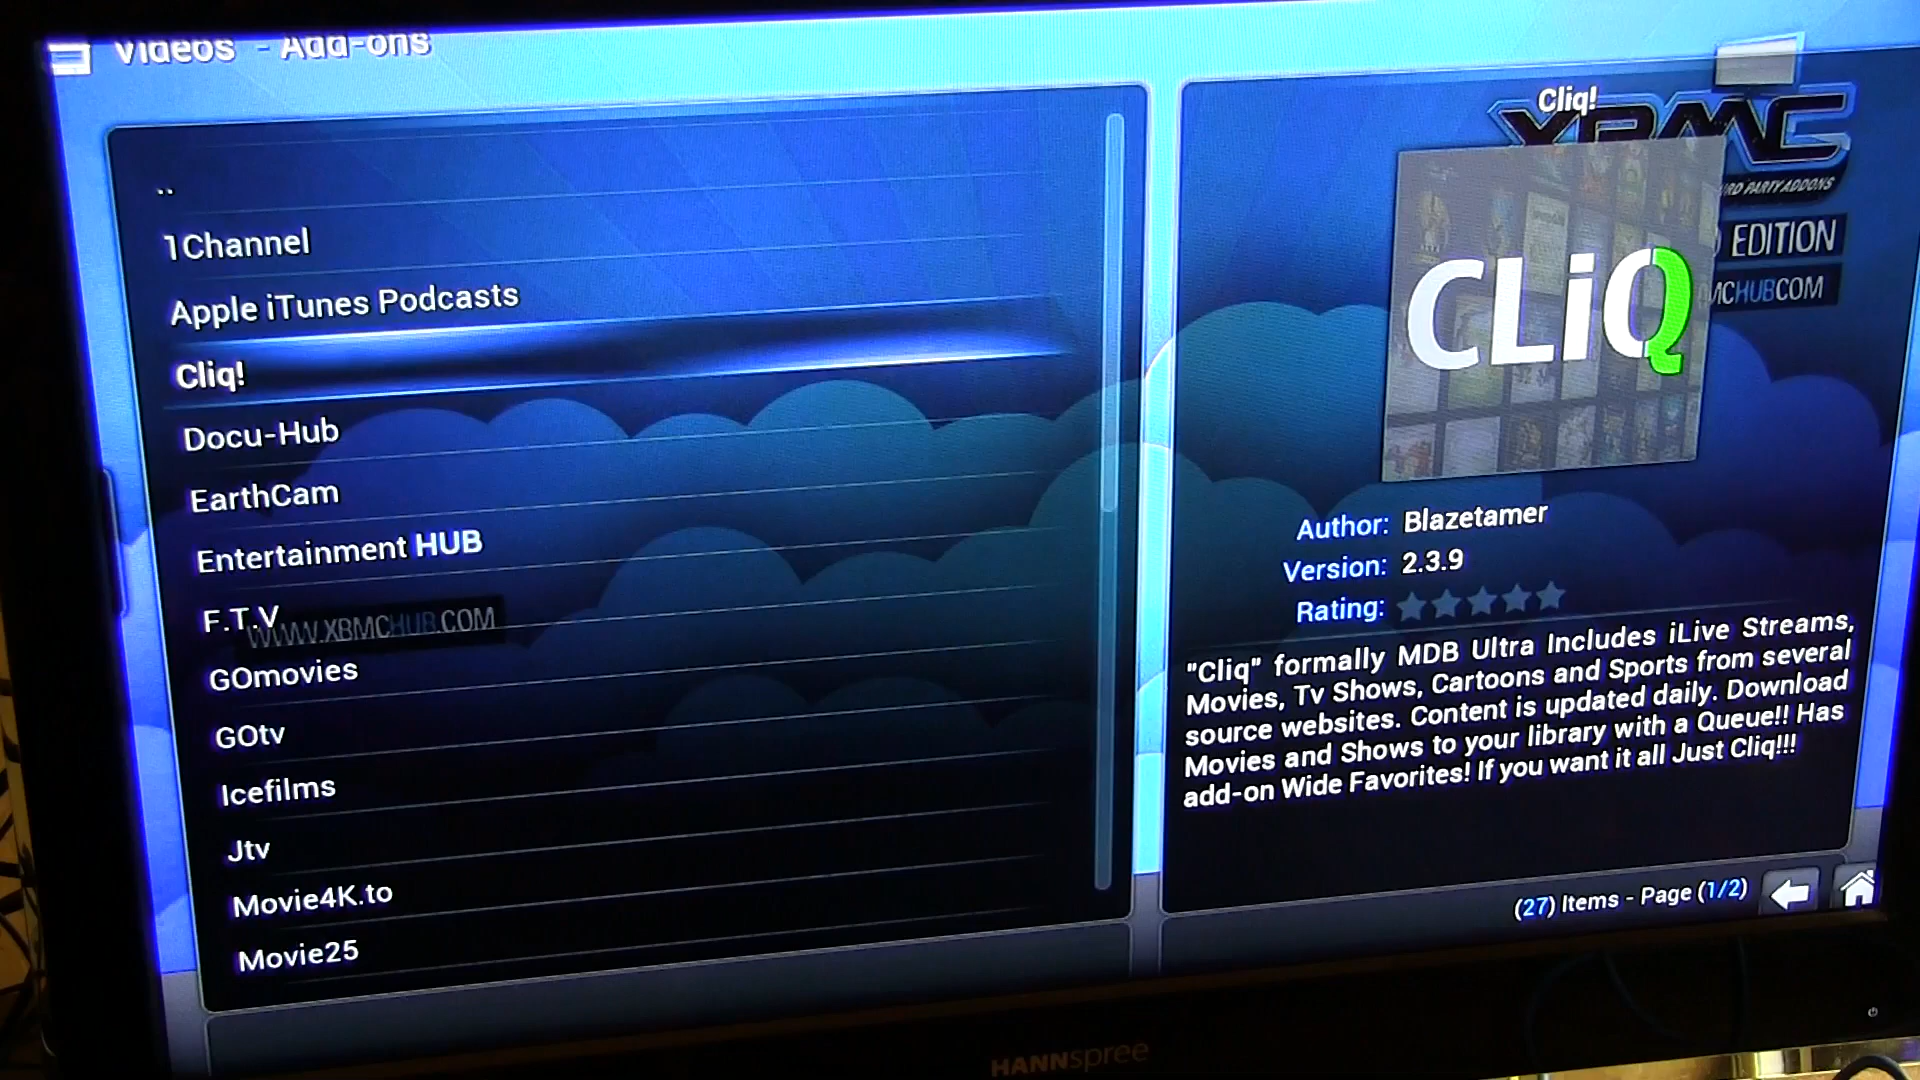 Videos - Add-ons
..
1Channel
Apple iTunes Podcasts
Cliq!
Docu-Hub
EarthCam
Entertainment HUB
F.T.V
WWW.XBMCHUB.COM
GOmovies
GOtv
Icefilms
Jtv
Movie4K.to
Movie25
Cliq!
XBMC
PARTY ADDONS
EDITION
CLiQ
Author: Blazetamer
Version: 2.3.9
Rating:
"Cliq" formally MDB Ultra Includes iLive Streams,
Movies, Tv Shows, Cartoons and Sports from several
source websites. Content is updated daily. Download
Movies and Shows to your library with a Queue!! Has
add-on Wide Favorites! If you want it all Just Cliq!!!
(27) Items - Page (1/2)
HANNspree